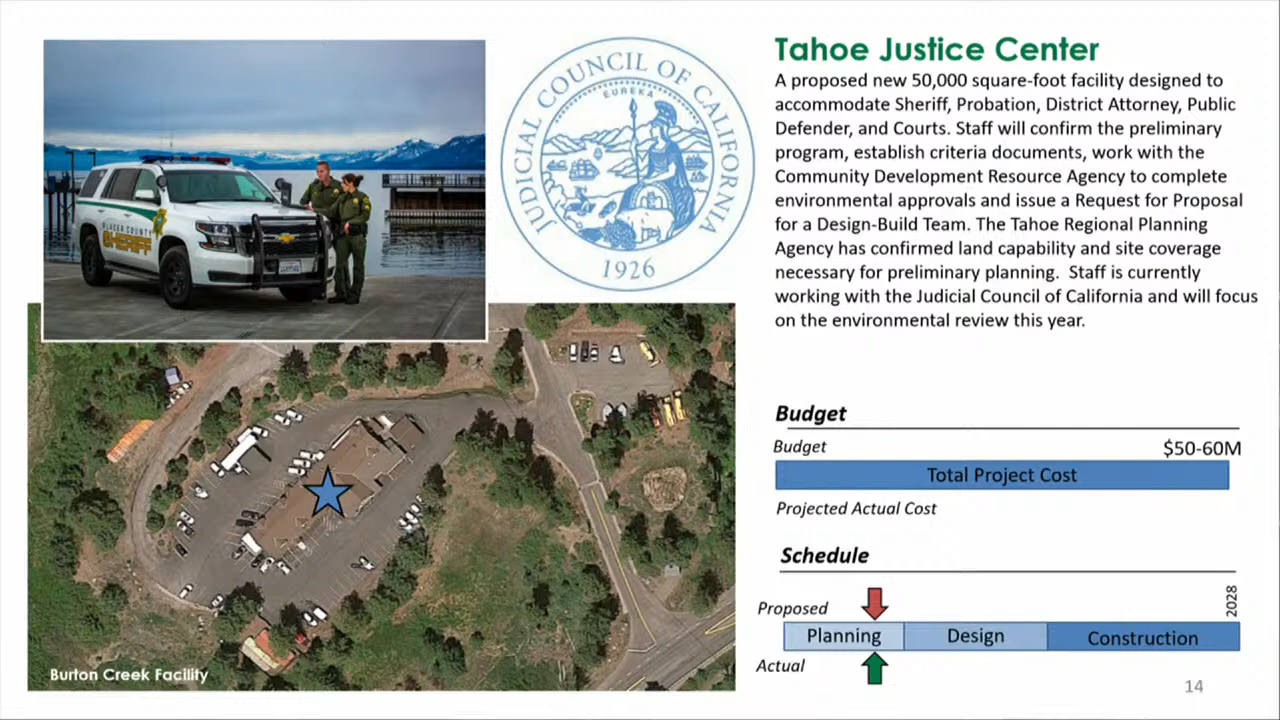 PLACER COUNTY
SHERIFF
JUDICIAL COUNCIL OF CALIFORNIA
EUREKA
1926
Burton Creek Facility
Tahoe Justice Center
A proposed new 50,000 square-foot facility designed to
accommodate Sheriff, Probation, District Attorney, Public
Defender, and Courts. Staff will confirm the preliminary
program, establish criteria documents, work with the
Community Development Resource Agency to complete
environmental approvals and issue a Request for Proposal
for a Design-Build Team. The Tahoe Regional Planning
Agency has confirmed land capability and site coverage
necessary for preliminary planning.  Staff is currently
working with the Judicial Council of California and will focus
on the environmental review this year.
Budget
Budget $50-60M
Total Project Cost
Projected Actual Cost
Schedule
Proposed 2028
Planning Design Construction
Actual
14